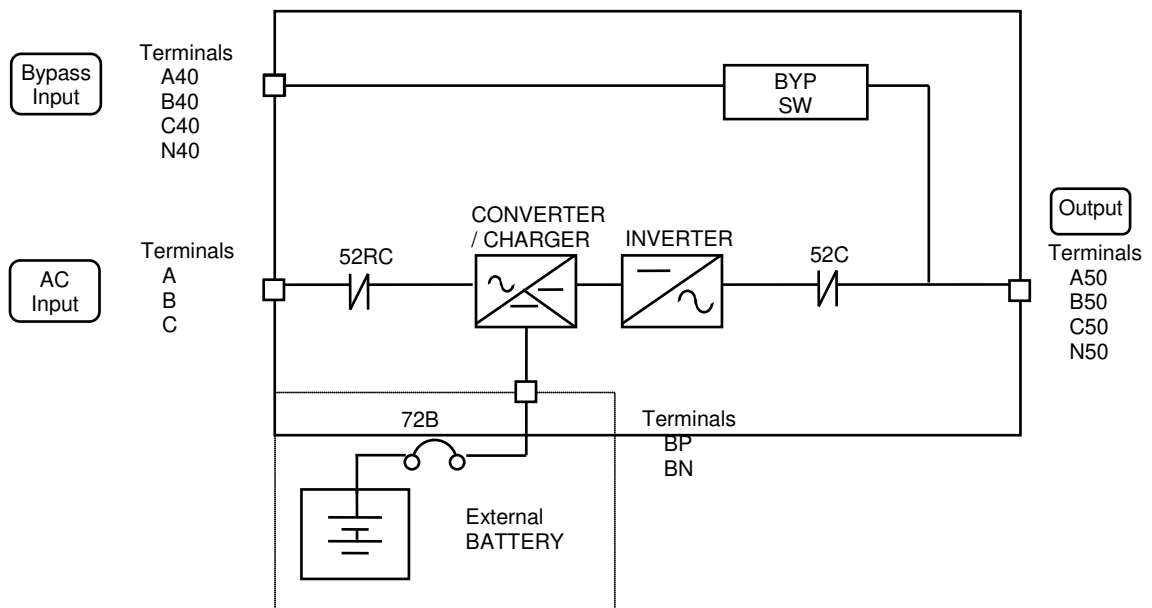 Bypass
Input
Terminals
A40
B40
C40
N40
BYP
SW
AC
Input
Terminals
A
B
C
52RC
CONVERTER
/ CHARGER
INVERTER
52C
Output
Terminals
A50
B50
C50
N50
72B
Terminals
BP
BN
External
BATTERY